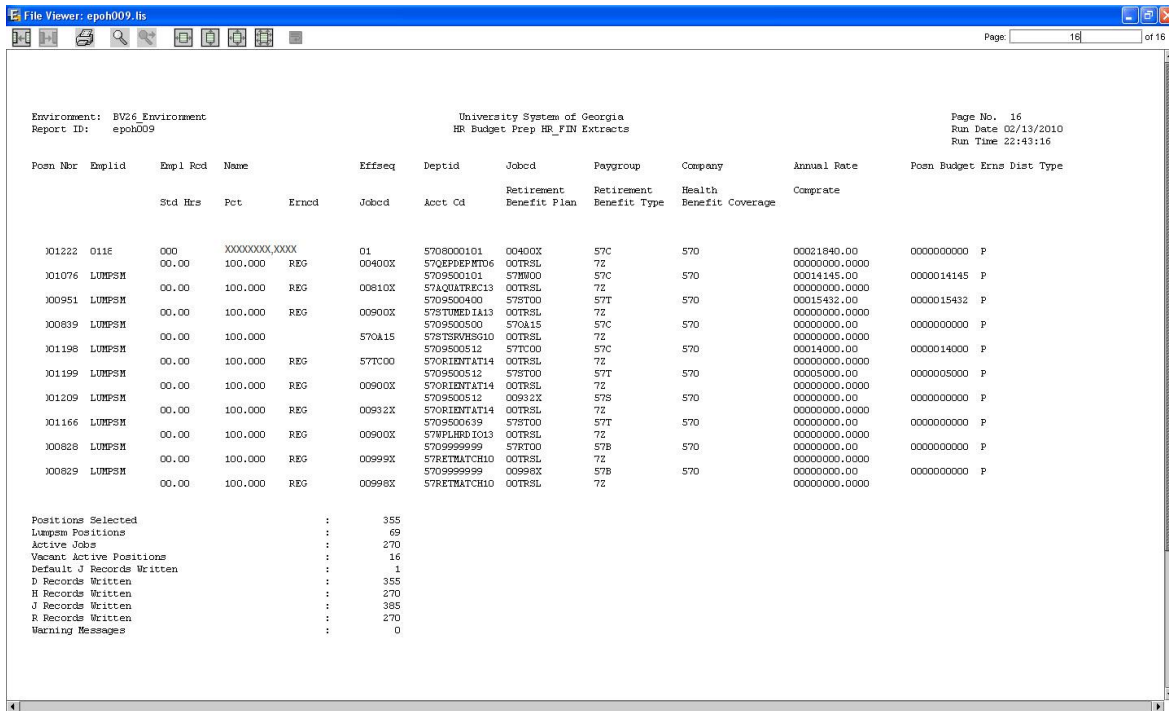 File Viewer: epoh009.lis
Page: 16 of 16
Environment: BV26_Environment University System of Georgia Page No. 16
Report ID: epoh009 HR Budget Prep HR_FIN Extracts Run Date 02/13/2010
Run Time 22:43:16
Posn Nbr Emplid Empl Rcd Name Effseq Deptid Jobcd Paygroup Company Annual Rate Posn Budget Erns Dist Type
Retirement Retirement Health Comprate
Std Hrs Pct Erncd Jobcd Acct Cd Benefit Plan Benefit Type Benefit Coverage
01222 0118 000 XXXXXXXX,XXXX 01 5708000101 00400X 57C 570 00021840.00 0000000000 P
00.00 100.000 REG 00400X 57QEPDEPMT06 00TRSL 7Z 00000000.0000
01076 LUMPSM 5709500101 57MW00 57C 570 00014145.00 0000014145 P
00.00 100.000 REG 00810X 57AQUATREC13 00TRSL 7Z 00000000.0000
00951 LUMPSM 5709500400 57ST00 57T 570 00015432.00 0000015432 P
00.00 100.000 REG 00900X 57STUMEDIA13 00TRSL 7Z 00000000.0000
00839 LUMPSM 5709500500 570A15 57C 570 00000000.00 0000000000 P
00.00 100.000 570A15 57STSRVHSG10 00TRSL 7Z 00000000.0000
01198 LUMPSM 5709500512 57TC00 57C 570 00014000.00 0000014000 P
00.00 100.000 REG 57TC00 57ORIENTAT14 00TRSL 7Z 00000000.0000
01199 LUMPSM 5709500512 57ST00 57T 570 00005000.00 0000005000 P
00.00 100.000 REG 00900X 57ORIENTAT14 00TRSL 7Z 00000000.0000
01209 LUMPSM 5709500512 00932X 57S 570 00000000.00 0000000000 P
00.00 100.000 REG 00932X 57ORIENTAT14 00TRSL 7Z 00000000.0000
01166 LUMPSM 5709500639 57ST00 57T 570 00000000.00 0000000000 P
00.00 100.000 REG 00900X 57WPLHRDIO13 00TRSL 7Z 00000000.0000
00828 LUMPSM 5709999999 57RT00 57B 570 00000000.00 0000000000 P
00.00 100.000 REG 00999X 57RETMATCH10 00TRSL 7Z 00000000.0000
00829 LUMPSM 5709999999 00998X 57B 570 00000000.00 0000000000 P
00.00 100.000 REG 00998X 57RETMATCH10 00TRSL 7Z 00000000.0000
Positions Selected : 355
Lumpsm Positions : 69
Active Jobs : 270
Vacant Active Positions : 16
Default J Records Written : 1
D Records Written : 355
H Records Written : 270
J Records Written : 385
R Records Written : 270
Warning Messages : 0